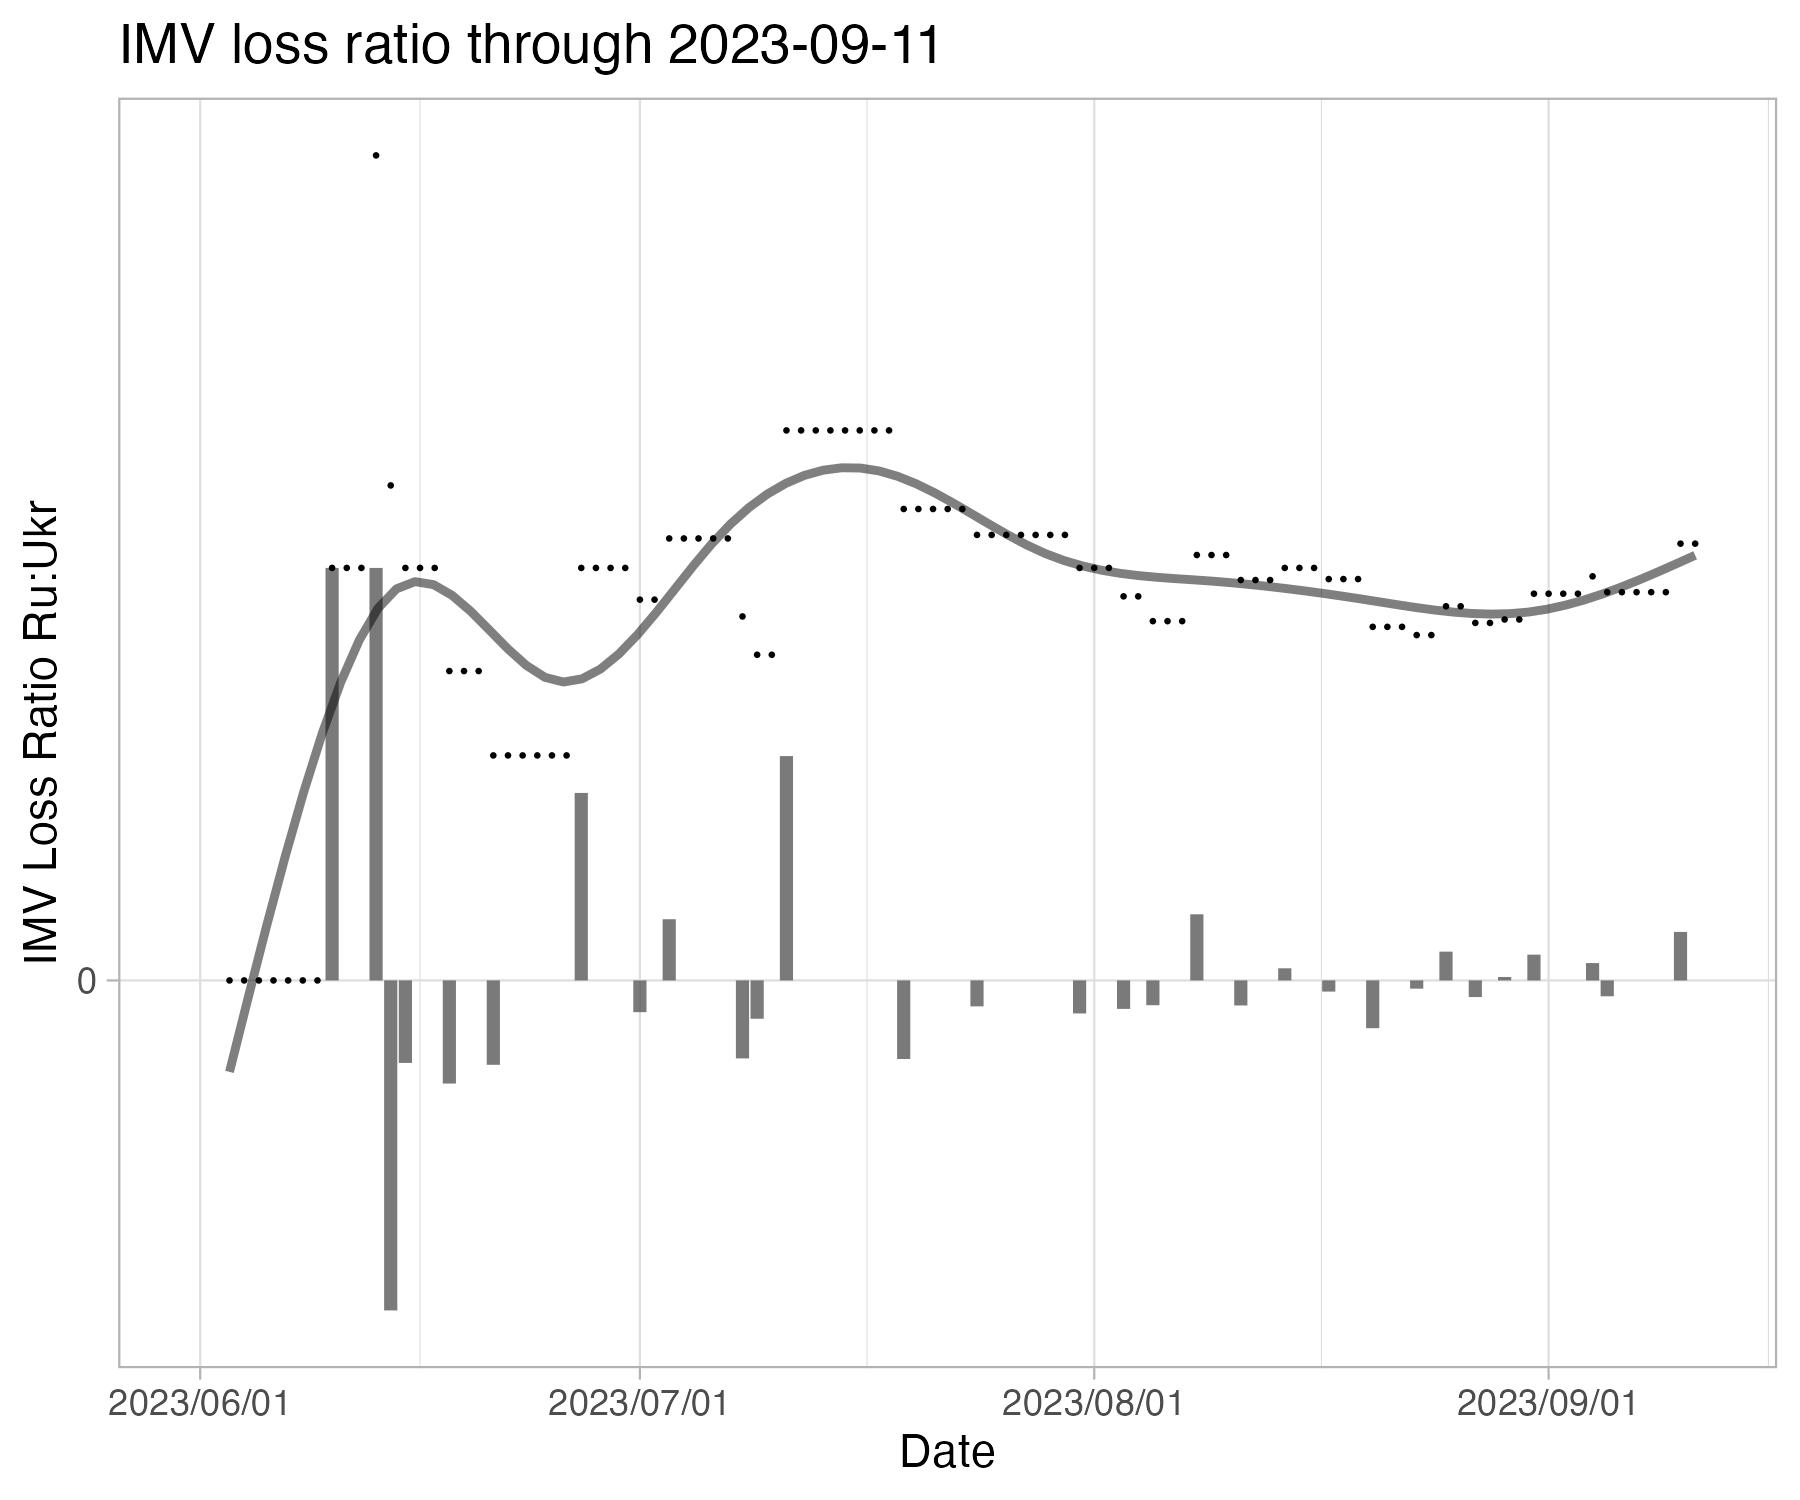 IMV loss ratio through 2023-09-11
IMV Loss Ratio Ru:Ukr
0
2023/06/01 2023/07/01 2023/08/01 2023/09/01
Date